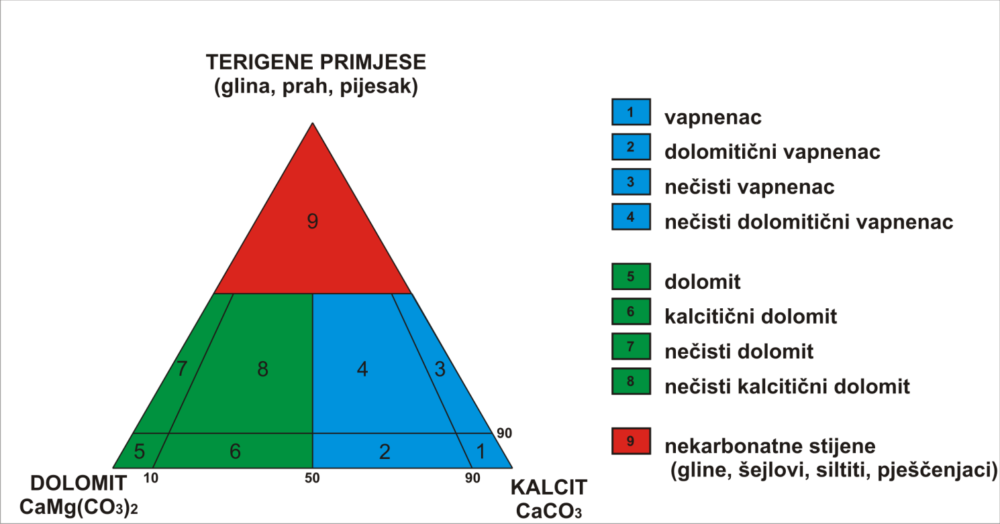 TERIGENE PRIMJESE
(glina, prah, pijesak)
9
7
8
4
3
90
5
6
2
1
10
50
90
DOLOMIT
CaMg(CO3)2
KALCIT
CaCO3
1 vapnenac
2 dolomitični vapnenac
3 nečisti vapnenac
4 nečisti dolomitični vapnenac
5 dolomit
6 kalcitični dolomit
7 nečisti dolomit
8 nečisti kalcitični dolomit
9 nekarbonatne stijene
(gline, šejlovi, siltiti, pješčenjaci)